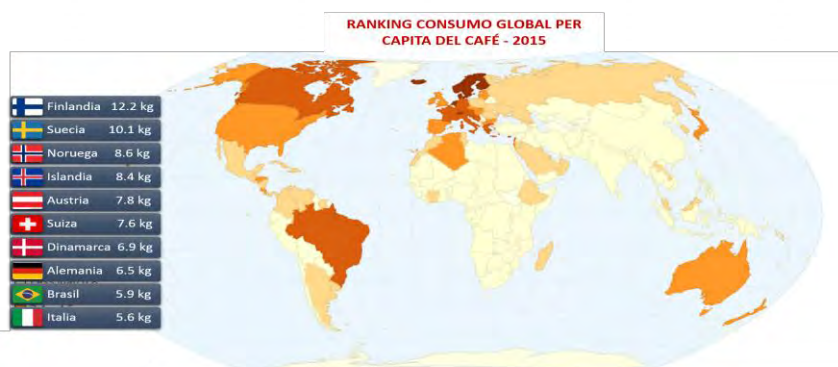 RANKING CONSUMO GLOBAL PER
CAPITA DEL CAFÉ - 2015
Finlandia 12.2 kg
Suecia 10.1 kg
Noruega 8.6 kg
Islandia 8.4 kg
Austria 7.8 kg
Suiza 7.6 kg
Dinamarca 6.9 kg
Alemania 6.5 kg
Brasil 5.9 kg
Italia 5.6 kg